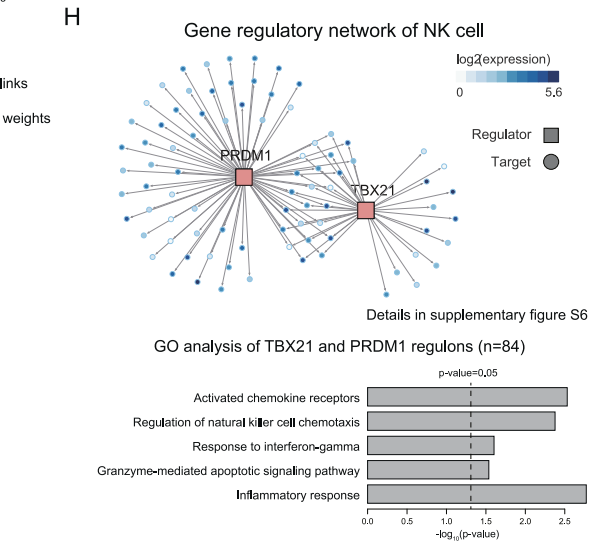 H
Gene regulatory network of NK cell
log2(expression)
0 5.6
inks
weights
Regulator
Target
PRDM1
TBX21
Details in supplementary figure S6
GO analysis of TBX21 and PRDM1 regulons (n=84)
p-value=0.05
Activated chemokine receptors
Regulation of natural killer cell chemotaxis
Response to interferon-gamma
Granzyme-mediated apoptotic signaling pathway
Inflammatory response
0.0 0.5 1.0 1.5 2.0 2.5
-log10(p-value)